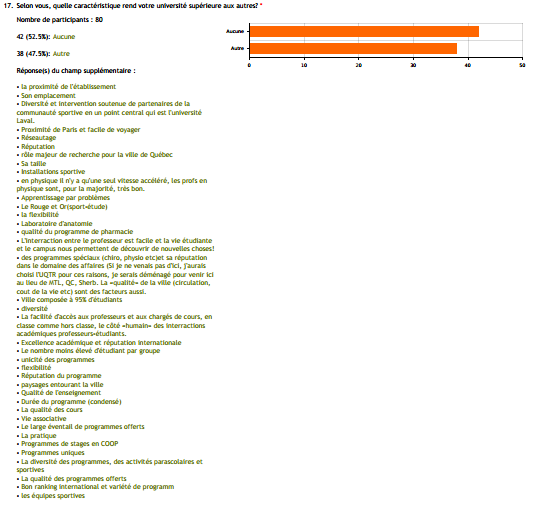 17. Selon vous, quelle caractéristique rend votre université supérieure aux autres? *
Nombre de participants : 80
42 (52.5%): Aucune
38 (47.5%): Autre
Réponse(s) du champ supplémentaire :
• la proximité de l'établissement
• Son emplacement
• Diversité et intervention soutenue de partenaires de la
communauté sportive en un point central qui est l'université
Laval.
• Proximité de Paris et facile de voyager
• Réseautage
• Réputation
• rôle majeur de recherche pour la ville de Québec
• Sa taille
• Installations sportive
• en physique il n'y a qu'une seul vitesse accéléré, les profs en
physique sont, pour la majorité, très bon.
• Apprentissage par problèmes
• Le Rouge et Or(sport-étude)
• la flexibilité
• Laboratoire d'anatomie
• qualité du programme de pharmacie
• L'interraction entre le professeur est facile et la vie étudiante
et le campus nous permettent de découvrir de nouvelles choses!
• des programmes spéciaux (chiro, physio etc)et sa réputation
dans le domaine des affaires (Si je ne venais pas d'ici, j'aurais
choisi l'UQTR pour ces raisons, je serais déménagé pour venir ici
au lieu de MTL, QC, Sherb. La «qualité» de la ville (circulation,
cout de la vie etc) sont des facteurs aussi.
• Ville composée à 95% d'étudiants
• diversité
• La facilité d'accès aux professeurs et aux chargés de cours, en
classe comme hors classe, le côté «humain» des interractions
académiques professeurs-étudiants.
• Excellence académique et réputation internationale
• Le nombre moins élevé d'étudiant par groupe
• unicité des programmes
• flexibilité
• Réputation du programme
• paysages entourant la ville
• Qualité de l'enseignement
• Durée du programme (condensé)
• La qualité des cours
• Vie associative
• Le large éventail de programmes offerts
• La pratique
• Programmes de stages en COOP
• Programmes uniques
• La diversité des programmes, des activités parascolaires et
sportives
• La qualité des programmes offerts
• Bon ranking international et variété de programm
• les équipes sportives
Aucune
Autre
0 10 20 30 40 50